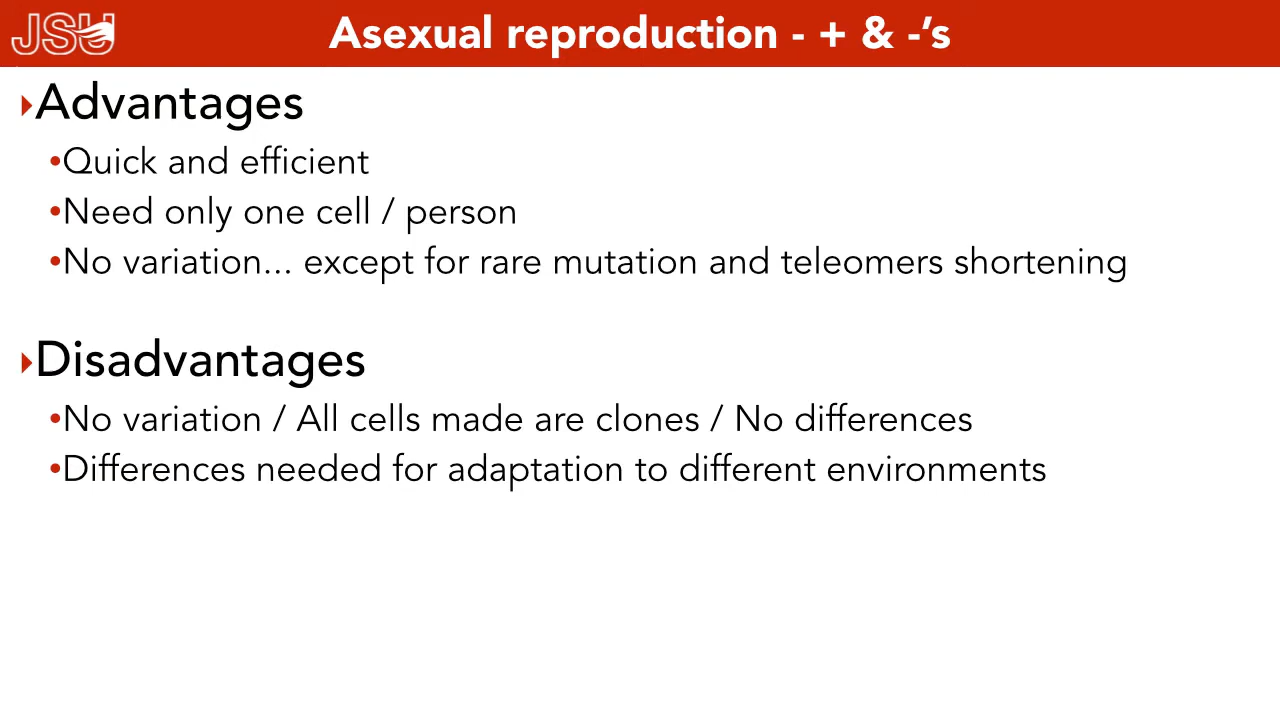 JSU
Asexual reproduction - + & -’s
Advantages
•Quick and efficient
•Need only one cell / person
•No variation... except for rare mutation and teleomers shortening
Disadvantages
•No variation / All cells made are clones / No differences
•Differences needed for adaptation to different environments